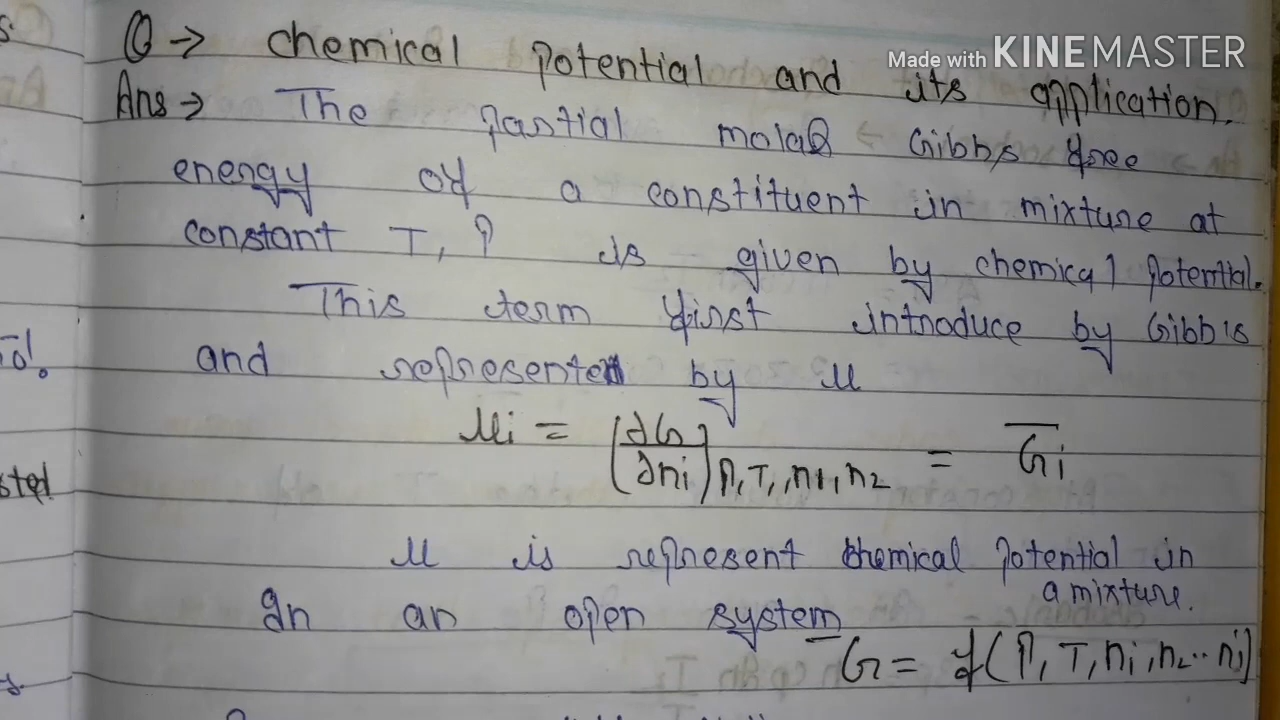 Made with KINEMASTER
Q → chemical potential and its application.
Ans → The partial molar Gibbs free
energy of a constituent in mixture at
constant T, P is given by chemical potential.
This term first introduce by Gibb's
and represented by μ
μi = (∂G/∂ni) P, T, n1, n2 = G̅i
μ is represent chemical potential in
a mixture.
In an open system
G = f(P, T, ni, n2.. ni)